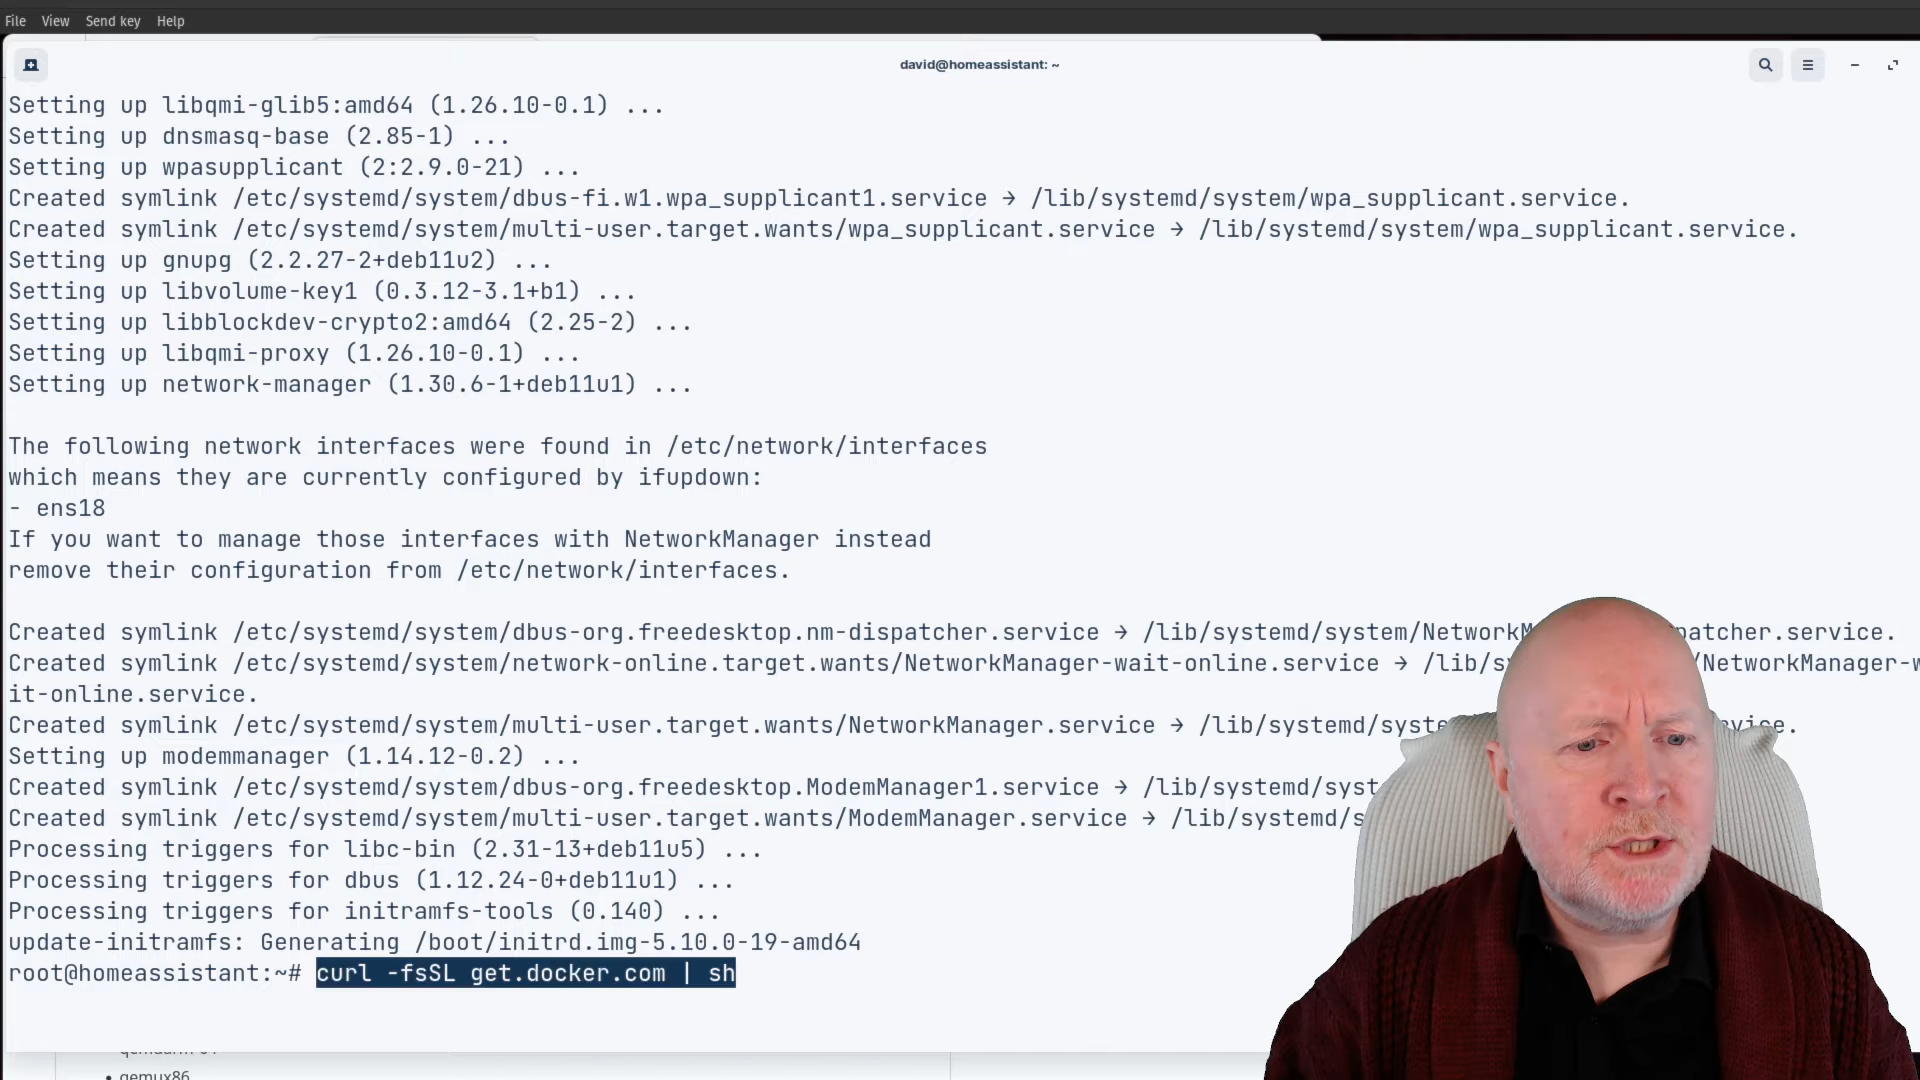 File View Send key Help
david@homeassistant: ~
Setting up libqmi-glib5:amd64 (1.26.10-0.1) ...
Setting up dnsmasq-base (2.85-1) ...
Setting up wpasupplicant (2:2.9.0-21) ...
Created symlink /etc/systemd/system/dbus-fi.w1.wpa_supplicant1.service → /lib/systemd/system/wpa_supplicant.service.
Created symlink /etc/systemd/system/multi-user.target.wants/wpa_supplicant.service → /lib/systemd/system/wpa_supplicant.service.
Setting up gnupg (2.2.27-2+deb11u2) ...
Setting up libvolume-key1 (0.3.12-3.1+b1) ...
Setting up libblockdev-crypto2:amd64 (2.25-2) ...
Setting up libqmi-proxy (1.26.10-0.1) ...
Setting up network-manager (1.30.6-1+deb11u1) ...
The following network interfaces were found in /etc/network/interfaces
which means they are currently configured by ifupdown:
- ens18
If you want to manage those interfaces with NetworkManager instead
remove their configuration from /etc/network/interfaces.
Created symlink /etc/systemd/system/dbus-org.freedesktop.nm-dispatcher.service → /lib/systemd/system/NetworkM patcher.service.
Created symlink /etc/systemd/system/network-online.target.wants/NetworkManager-wait-online.service → /lib/s /NetworkManager-w
it-online.service.
Created symlink /etc/systemd/system/multi-user.target.wants/NetworkManager.service → /lib/systemd/syste vice.
Setting up modemmanager (1.14.12-0.2) ...
Created symlink /etc/systemd/system/dbus-org.freedesktop.ModemManager1.service → /lib/systemd/syst
Created symlink /etc/systemd/system/multi-user.target.wants/ModemManager.service → /lib/systemd/s
Processing triggers for libc-bin (2.31-13+deb11u5) ...
Processing triggers for dbus (1.12.24-0+deb11u1) ...
Processing triggers for initramfs-tools (0.140) ...
update-initramfs: Generating /boot/initrd.img-5.10.0-19-amd64
root@homeassistant:~# curl -fsSL get.docker.com | sh
• qemux86